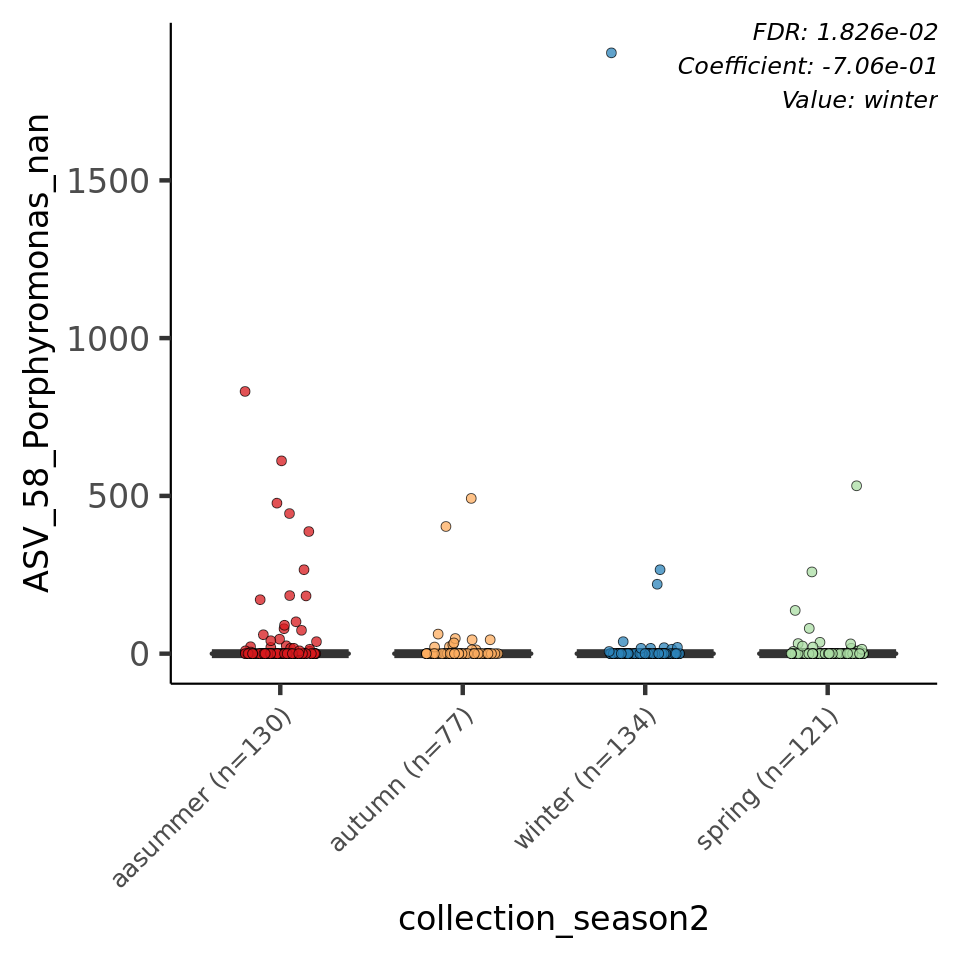 FDR: 1.826e-02
Coefficient: -7.06e-01
Value: winter
ASV_58_Porphyromonas_nan
1500
1000
500
0
aasummer (n=130)
autumn (n=77)
winter (n=134)
spring (n=121)
collection_season2